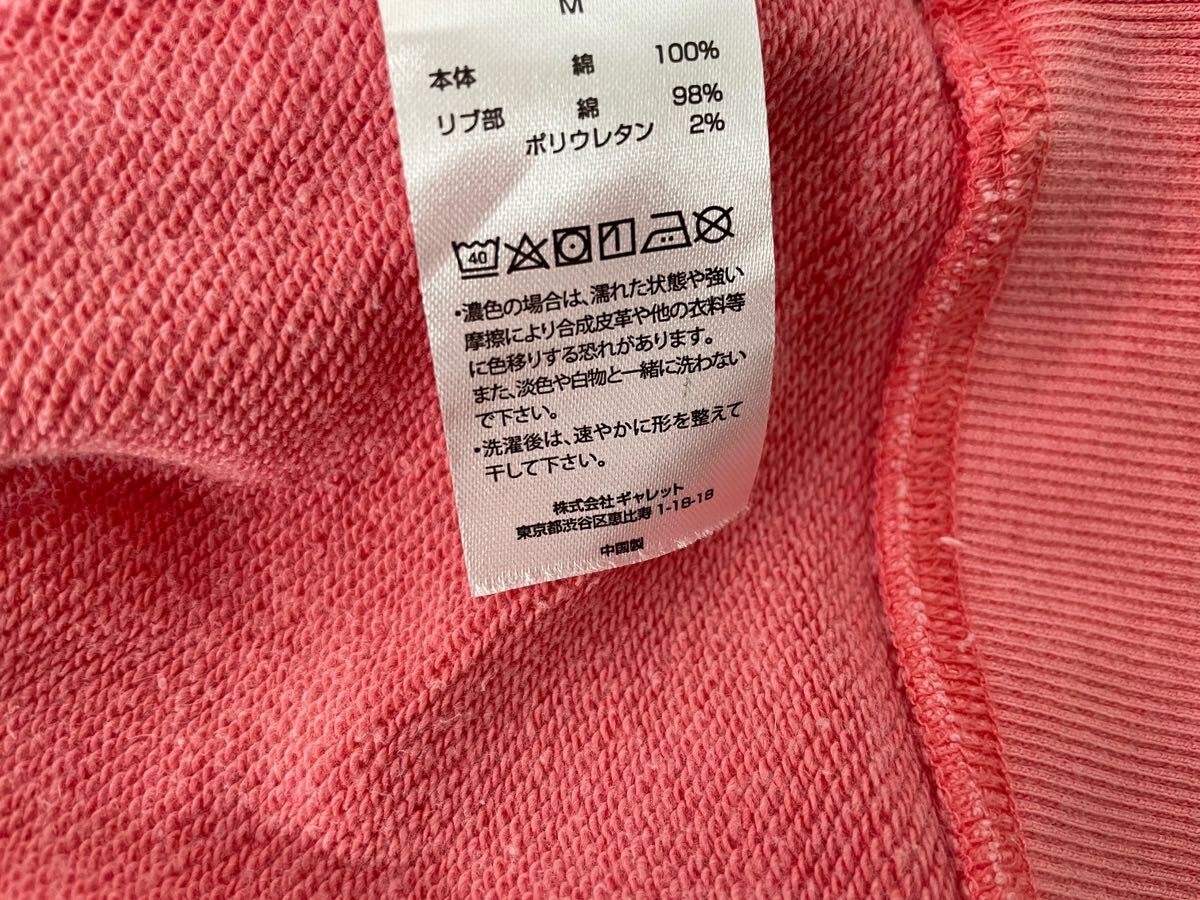 M
本体 綿 100%
リブ部 綿 98%
ポリウレタン 2%
40
・濃色の場合は、濡れた状態や強い
摩擦により合成皮革や他の衣料等
に色移りする恐れがあります。
また、淡色や白物と一緒に洗わない
で下さい。
・洗濯後は、速やかに形を整えて
干して下さい。
株式会社ギャレット
東京都渋谷区恵比寿 1-18-18
中国製